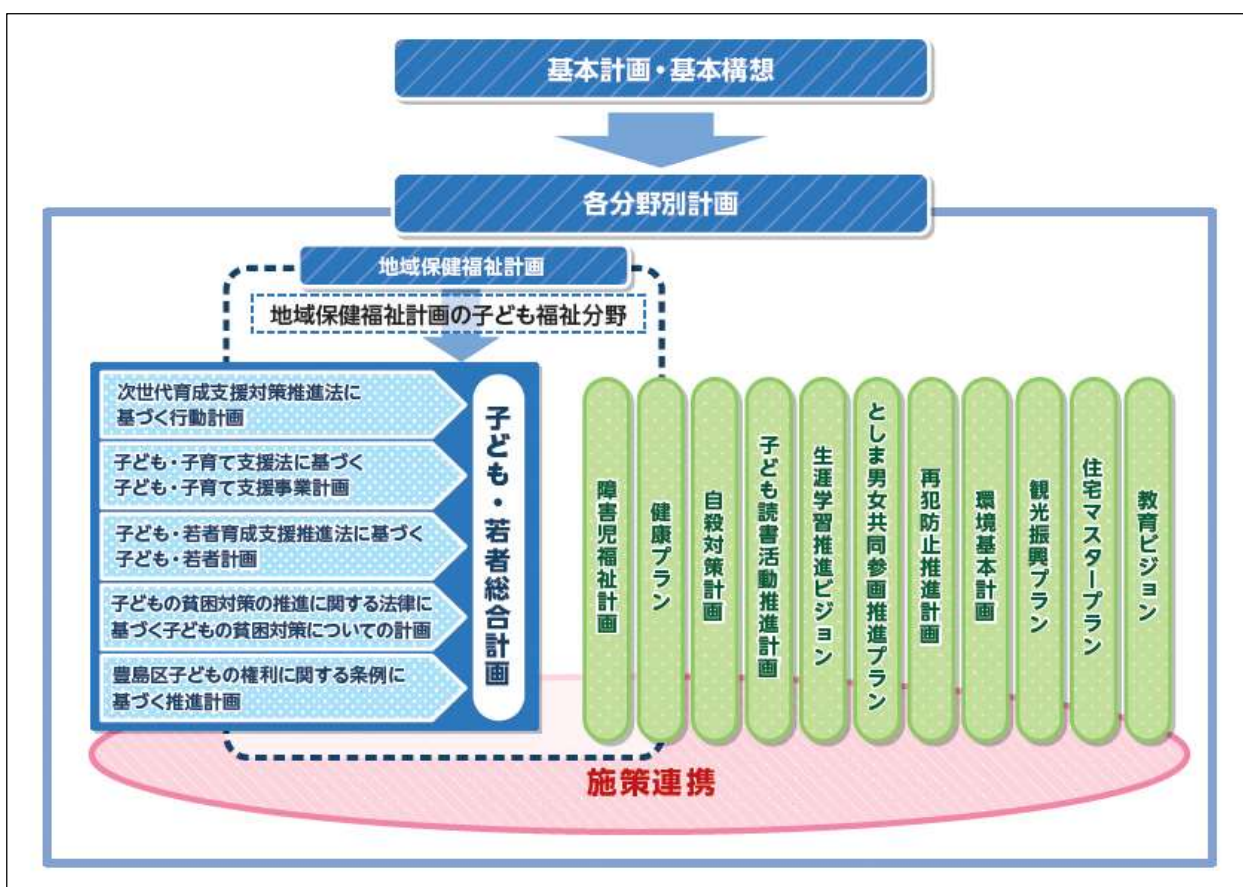 基本計画・基本構想
各分野別計画
地域保健福祉計画
地域保健福祉計画の子ども福祉分野
次世代育成支援対策推進法に
基づく行動計画
子ども・子育て支援法に基づく
子ども・子育て支援事業計画
子ども・若者育成支援推進法に基づく
子ども・若者計画
子どもの貧困対策の推進に関する法律に
基づく子どもの貧困対策についての計画
豊島区子どもの権利に関する条例に
基づく推進計画
子ども・若者総合計画
障害児福祉計画
健康プラン
自殺対策計画
子ども読書活動推進計画
生涯学習推進ビジョン
としま男女共同参画推進プラン
再犯防止推進計画
環境基本計画
観光振興プラン
住宅マスタープラン
教育ビジョン
施策連携